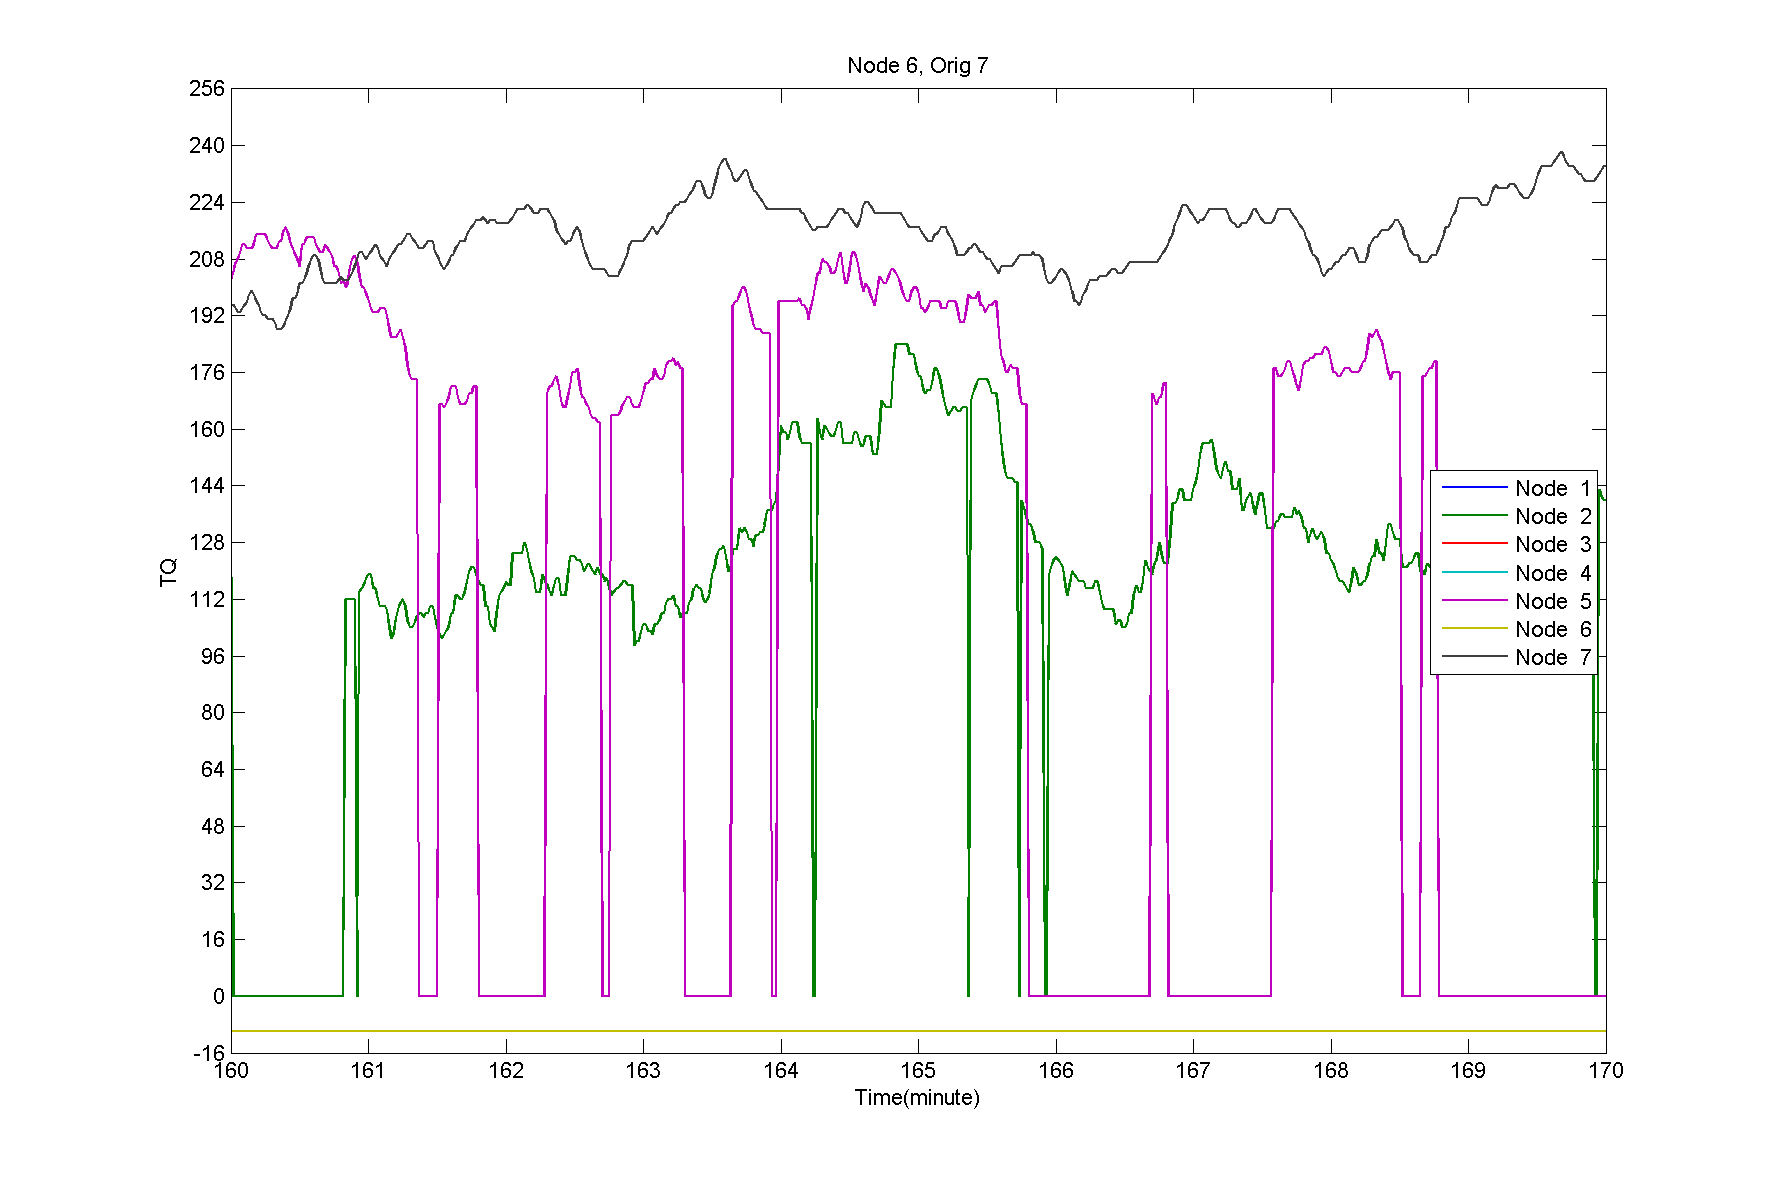 Node 6, Orig 7
256
240
224
208
192
176
160
144
128
112
96
80
64
48
32
16
0
-16
TQ
Node 1
Node 2
Node 3
Node 4
Node 5
Node 6
Node 7
160 161 162 163 164 165 166 167 168 169 170
Time(minute)